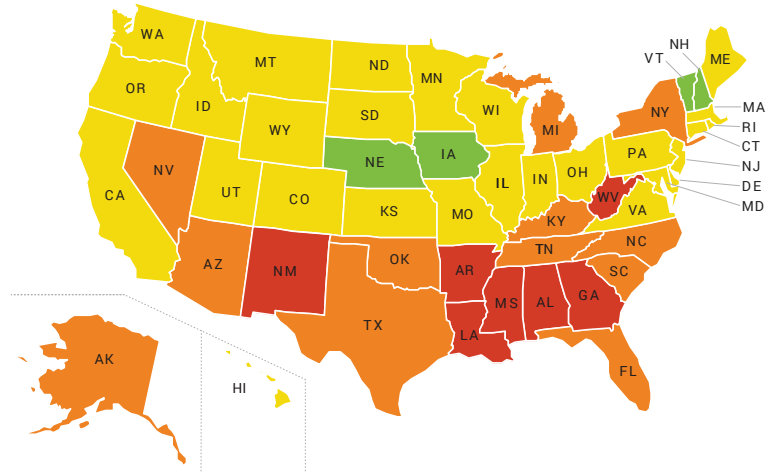 WA
MT
ND
MN
VT
NH
ME
OR
ID
SD
WI
NY
MA
WY
MI
RI
CT
NV
NE
IA
PA
NJ
CA
UT
CO
IL
IN
OH
DE
KS
MO
WV
VA
MD
KY
AZ
NM
OK
AR
TN
NC
SC
TX
MS
AL
GA
LA
AK
HI
FL